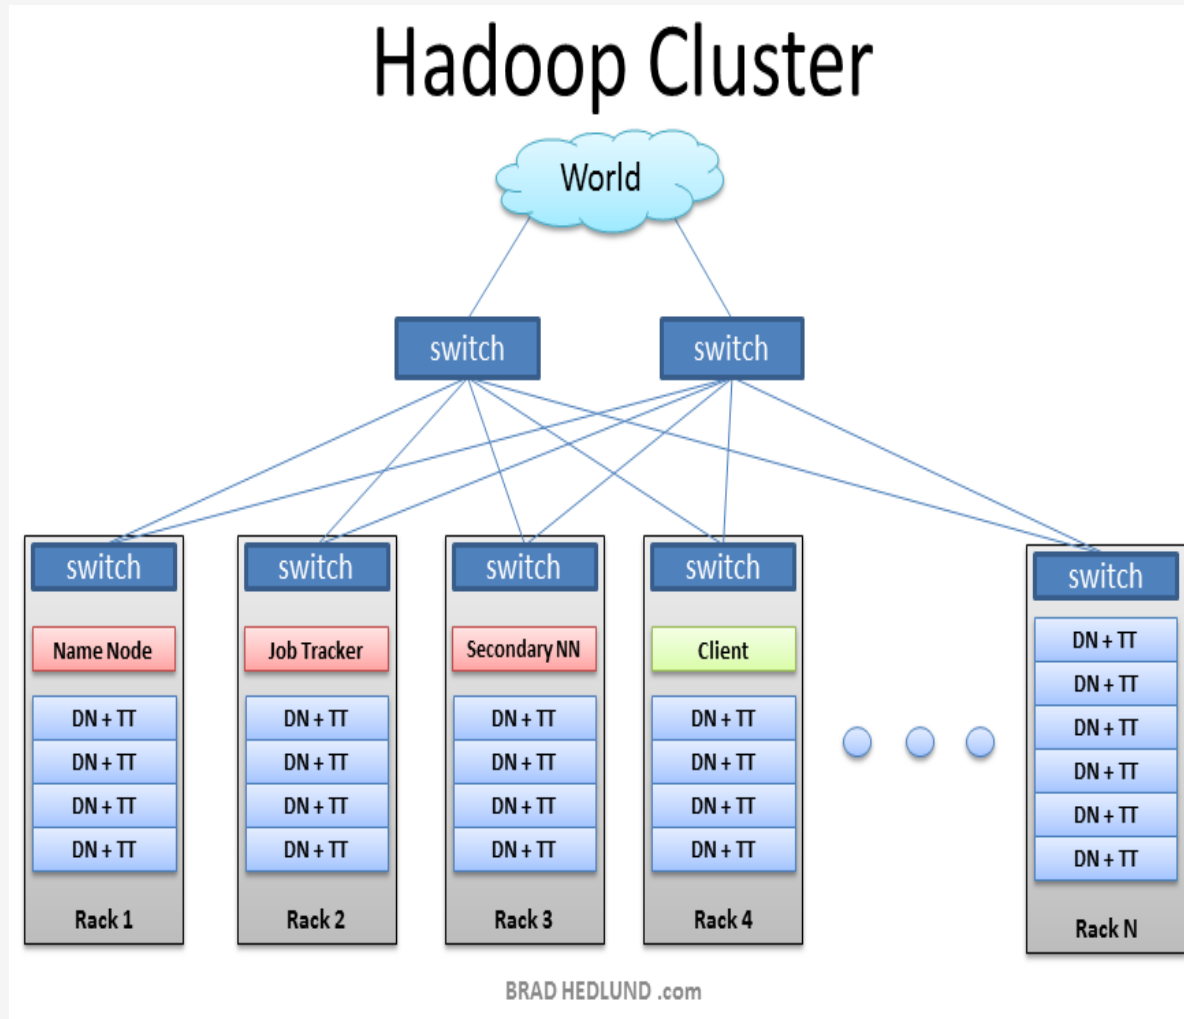 Hadoop Cluster
World
switch
switch
switch
switch
switch
switch
switch
Name Node
Job Tracker
Secondary NN
Client
DN + TT
DN + TT
DN + TT
DN + TT
Rack 1
DN + TT
DN + TT
DN + TT
DN + TT
Rack 2
DN + TT
DN + TT
DN + TT
DN + TT
Rack 3
DN + TT
DN + TT
DN + TT
DN + TT
Rack 4
DN + TT
DN + TT
DN + TT
DN + TT
DN + TT
DN + TT
Rack N
BRAD HEDLUND .com